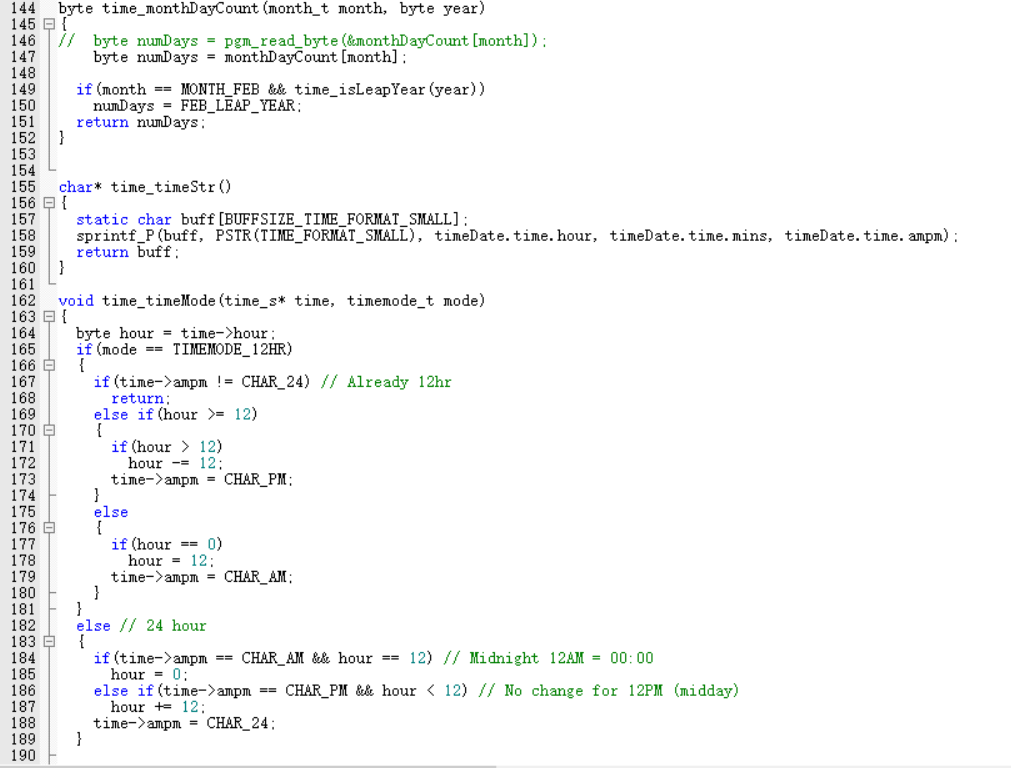 144 byte time_monthDayCount(month_t month, byte year)
145 {
146 //  byte numDays = pgm_read_byte(&monthDayCount[month]);
147     byte numDays = monthDayCount[month];
148
149   if(month == MONTH_FEB && time_isLeapYear(year))
150     numDays = FEB_LEAP_YEAR;
151   return numDays;
152 }
153
154
155 char* time_timeStr()
156 {
157   static char buff[BUFFSIZE_TIME_FORMAT_SMALL];
158   sprintf_P(buff, PSTR(TIME_FORMAT_SMALL), timeDate.time.hour, timeDate.time.mins, timeDate.time.ampm);
159   return buff;
160 }
161
162 void time_timeMode(time_s* time, timemode_t mode)
163 {
164   byte hour = time->hour;
165   if(mode == TIMEMODE_12HR)
166   {
167     if(time->ampm != CHAR_24) // Already 12hr
168       return;
169     else if(hour >= 12)
170     {
171       if(hour > 12)
172         hour -= 12;
173       time->ampm = CHAR_PM;
174     }
175     else
176     {
177       if(hour == 0)
178         hour = 12;
179       time->ampm = CHAR_AM;
180     }
181   }
182   else // 24 hour
183   {
184     if(time->ampm == CHAR_AM && hour == 12) // Midnight 12AM = 00:00
185       hour = 0;
186     else if(time->ampm == CHAR_PM && hour < 12) // No change for 12PM (midday)
187       hour += 12;
188     time->ampm = CHAR_24;
189   }
190